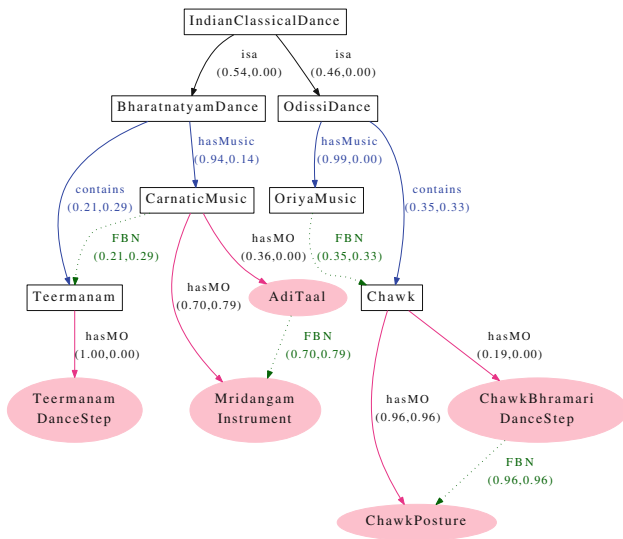 IndianClassicalDance
isa
(0.54,0.00)
isa
(0.46,0.00)
BharatnatyamDance
OdissiDance
hasMusic
(0.94,0.14)
hasMusic
(0.99,0.00)
contains
(0.21,0.29)
CarnaticMusic
OriyaMusic
contains
(0.35,0.33)
FBN
(0.21,0.29)
hasMO
(0.36,0.00)
FBN
(0.35,0.33)
Teermanam
hasMO
(0.70,0.79)
AdiTaal
Chawk
hasMO
(1.00,0.00)
FBN
(0.70,0.79)
hasMO
(0.19,0.00)
Teermanam
DanceStep
Mridangam
Instrument
hasMO
(0.96,0.96)
ChawkBhramari
DanceStep
FBN
(0.96,0.96)
ChawkPosture